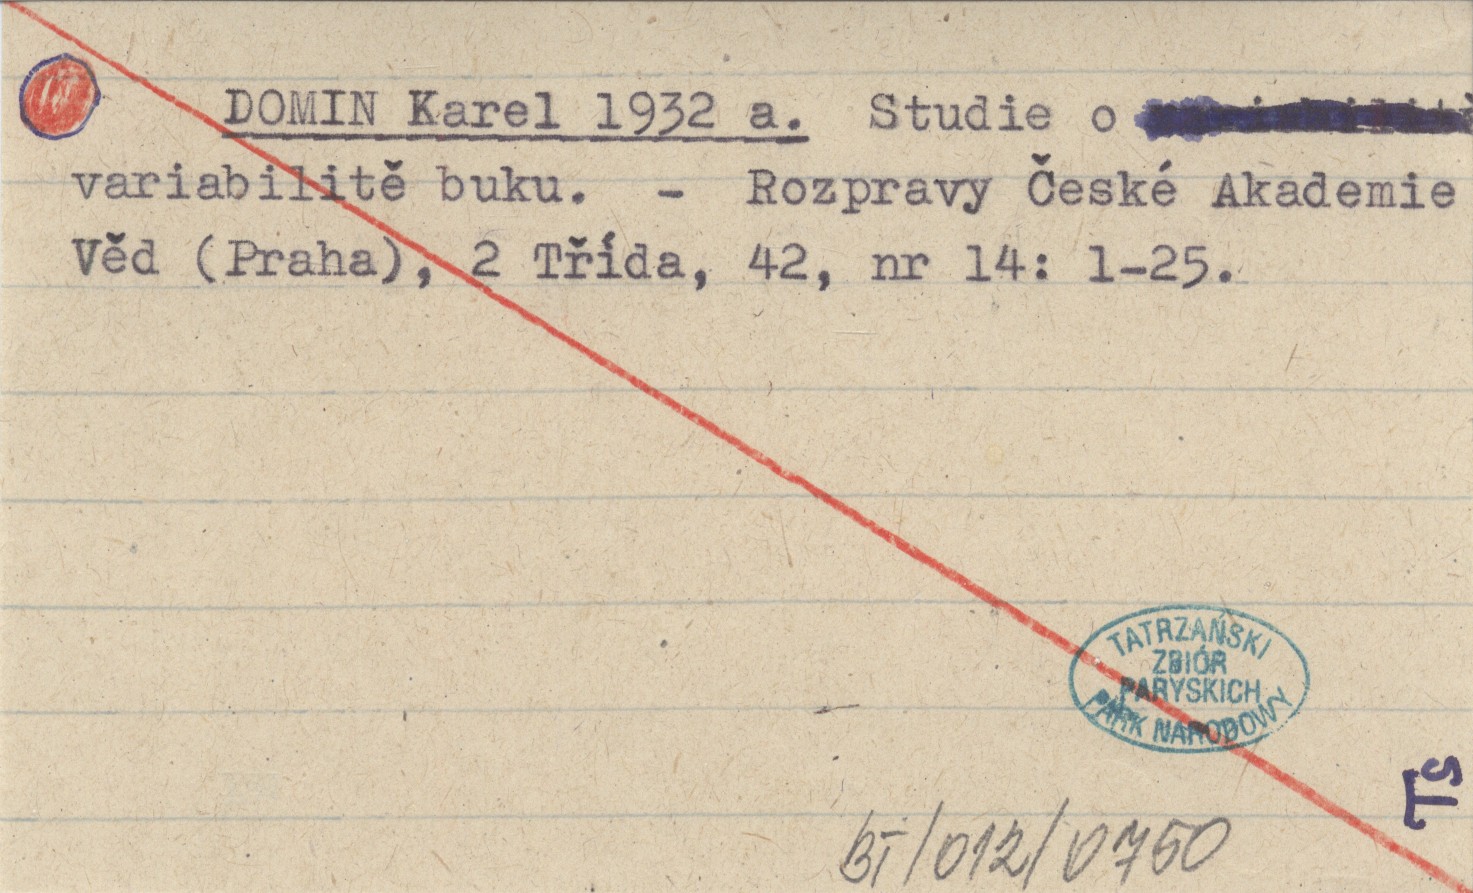 DOMIN Karel 1932 a. Studie o
variabilitě buku. - Rozpravy České Akademie
Věd (Praha), 2 Třída, 42, nr 14: 1-25.
TATRZAŃSKI
ZBIÓR
PARYSKICH
PARK NARODOWY
TS
BT/012/0750